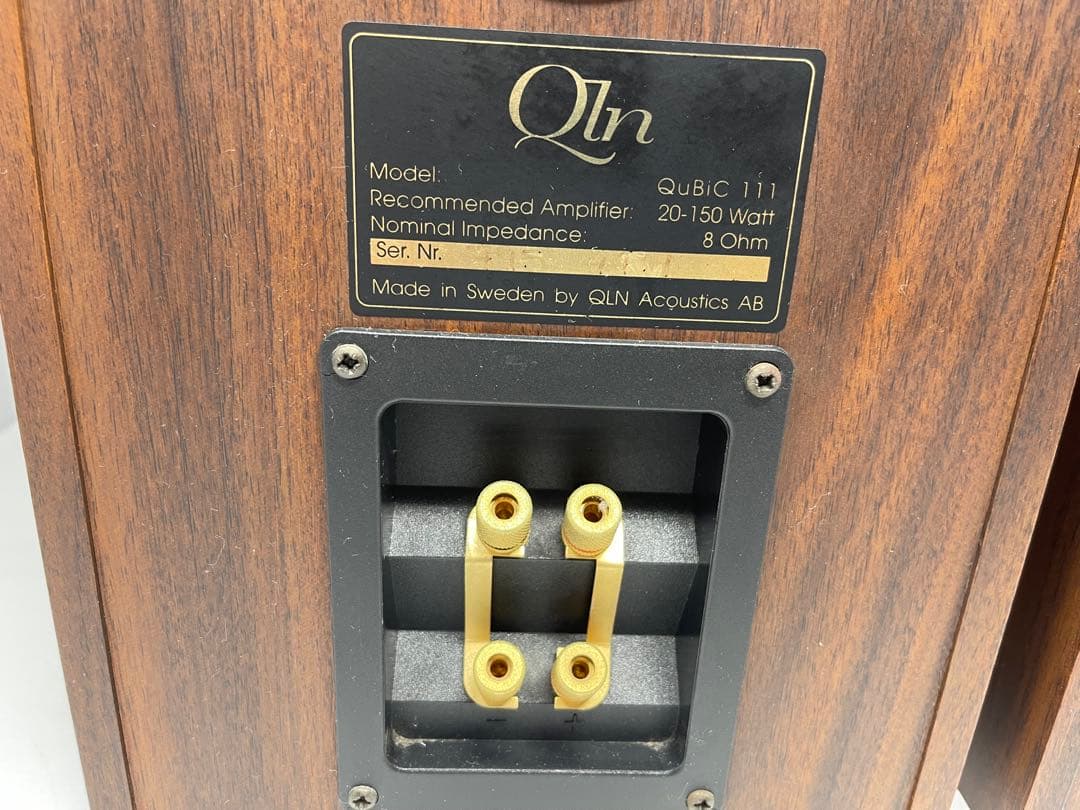 Qln
Model: QuBiC 111
Recommended Amplifier: 20-150 Watt
Nominal Impedance: 8 Ohm
Ser. Nr.
Made in Sweden by QLN Acoustics AB
- +